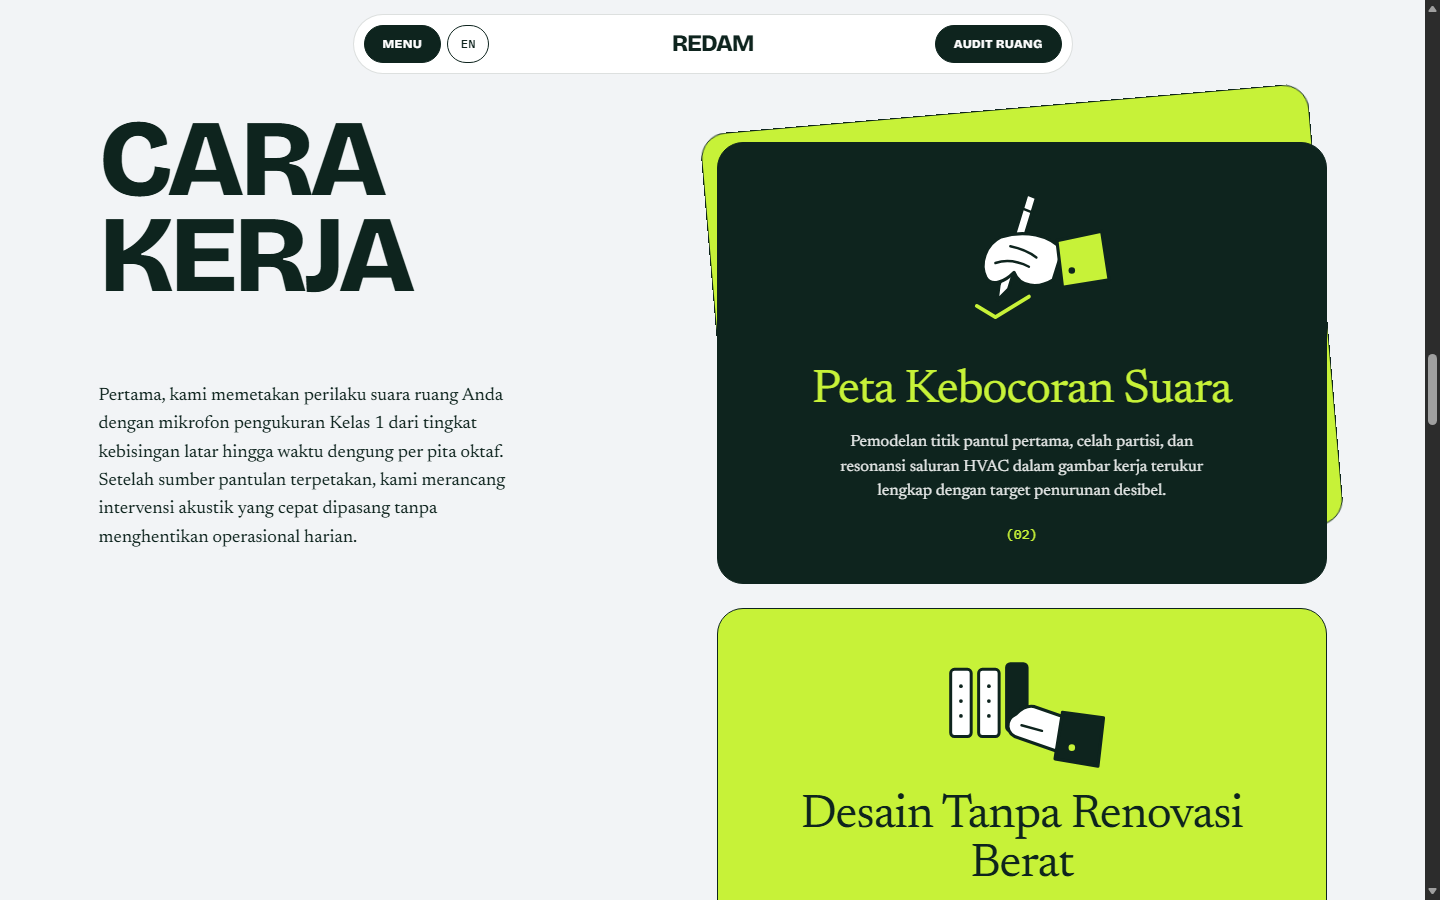 MENU
EN
REDAM
AUDIT RUANG
CARA
KERJA
Pertama, kami memetakan perilaku suara ruang Anda
dengan mikrofon pengukuran Kelas 1 dari tingkat
kebisingan latar hingga waktu dengung per pita oktaf.
Setelah sumber pantulan terpetakan, kami merancang
intervensi akustik yang cepat dipasang tanpa
menghentikan operasional harian.
Peta Kebocoran Suara
Pemodelan titik pantul pertama, celah partisi, dan
resonansi saluran HVAC dalam gambar kerja terukur
lengkap dengan target penurunan desibel.
(02)
Desain Tanpa Renovasi
Berat